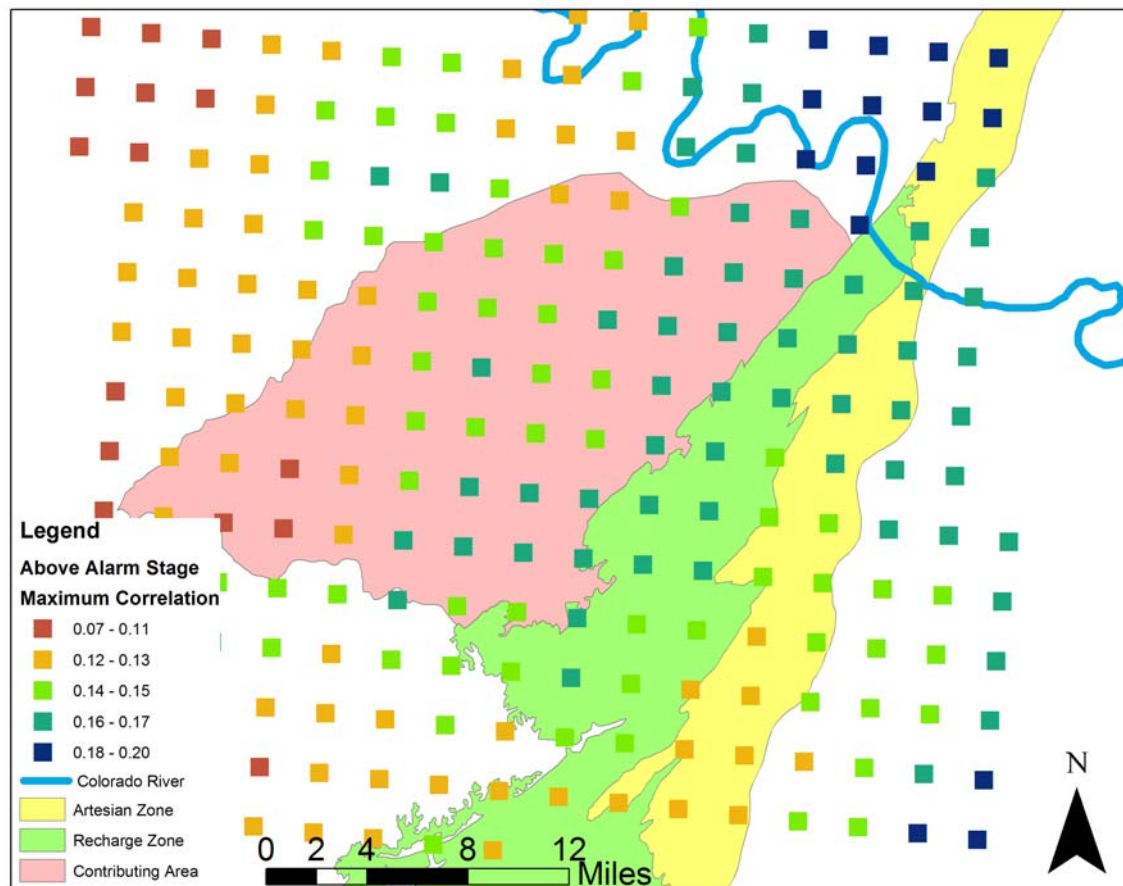 Legend
Above Alarm Stage
Maximum Correlation
0.07 - 0.11
0.12 - 0.13
0.14 - 0.15
0.16 - 0.17
0.18 - 0.20
Colorado River
Artesian Zone
Recharge Zone
Contributing Area
0 2 4 8 12
Miles
N